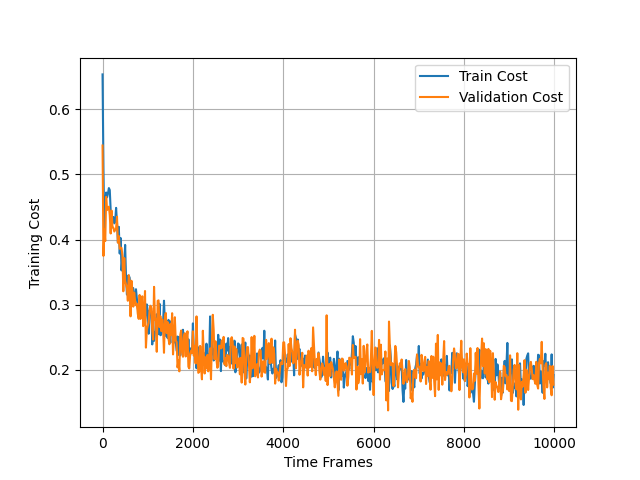 Train Cost
Validation Cost
0.6
0.5
0.4
0.3
0.2
Training Cost
0 2000 4000 6000 8000 10000
Time Frames